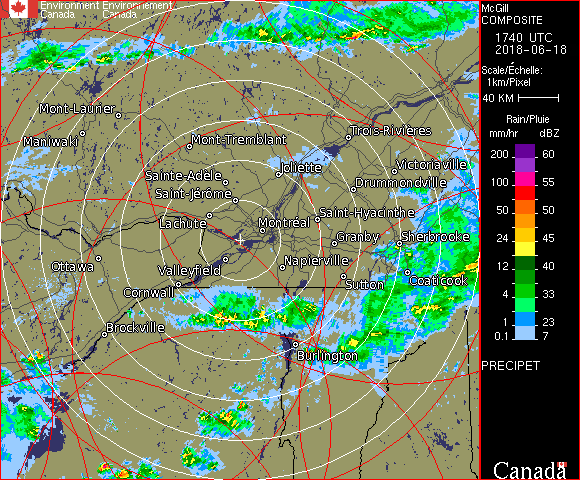 Environment Environnement
Canada Canada
McGill
COMPOSITE
1740 UTC
2018-06-18
Scale/Échelle:
1km/Pixel
40 KM
Rain/Pluie
mm/hr dBZ
200 60
150 57
100 55
50 50
24 45
12 40
4 33
1 23
0.1 7
PRECIPET
Canada
Mont-Laurier
Maniwaki
Mont-Tremblant
Trois-Rivières
Joliette
Victoriaville
Sainte-Adèle
Drummondville
Saint-Jérôme
Saint-Hyacinthe
Lachute
Montréal
Granby
Sherbrooke
Ottawa
Valleyfield
Napierville
Coaticook
Sutton
Cornwall
Brockville
Burlington